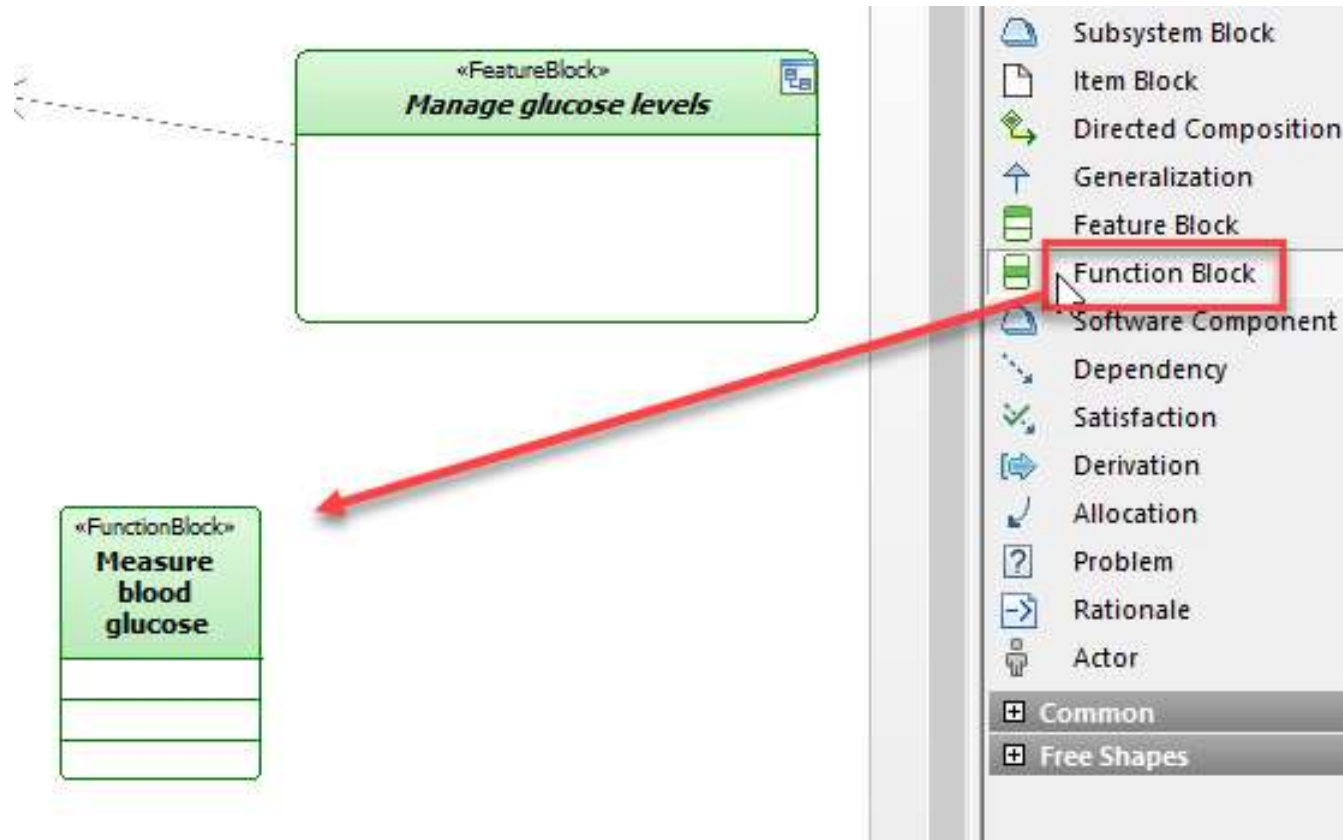 «FeatureBlock»
Manage glucose levels
«FunctionBlock»
Measure
blood
glucose
Subsystem Block
Item Block
Directed Composition
Generalization
Feature Block
Function Block
Software Component
Dependency
Satisfaction
Derivation
Allocation
Problem
Rationale
Actor
Common
Free Shapes